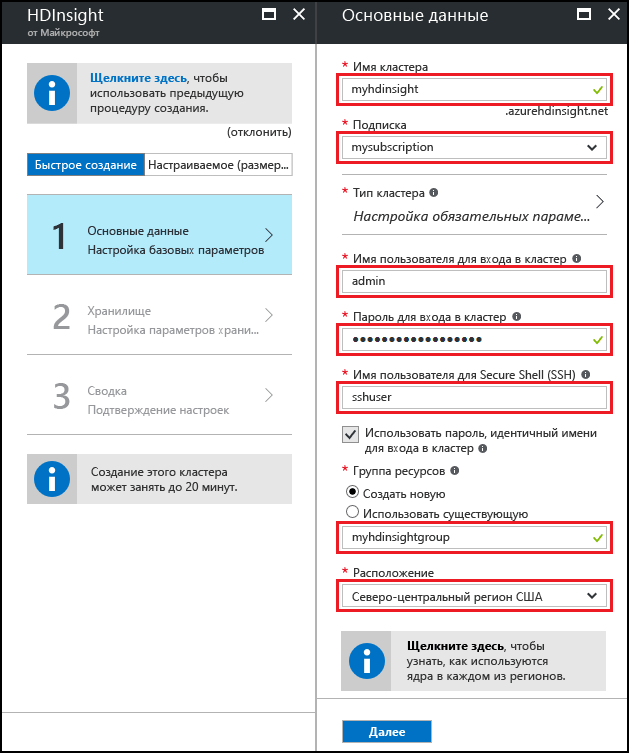 HDInsight
от Майкрософт
Щелкните здесь, чтобы
использовать предыдущую
процедуру создания.
(отклонить)
Быстрое создание
Настраиваемое (размер...
1
Основные данные
Настройка базовых параметров
2
Хранилище
Настройка параметров храни...
3
Сводка
Подтверждение настроек
Создание этого кластера
может занять до 20 минут.
Основные данные
* Имя кластера
myhdinsight
.azurehdinsight.net
* Подписка
mysubscription
* Тип кластера
Настройка обязательных параме...
* Имя пользователя для входа в кластер
admin
* Пароль для входа в кластер
••••••••••••••••••
* Имя пользователя для Secure Shell (SSH)
sshuser
Использовать пароль, идентичный имени
для входа в кластер
* Группа ресурсов
Создать новую
Использовать существующую
myhdinsightgroup
* Расположение
Северо-центральный регион США
Щелкните здесь, чтобы
узнать, как используются
ядра в каждом из регионов.
Далее